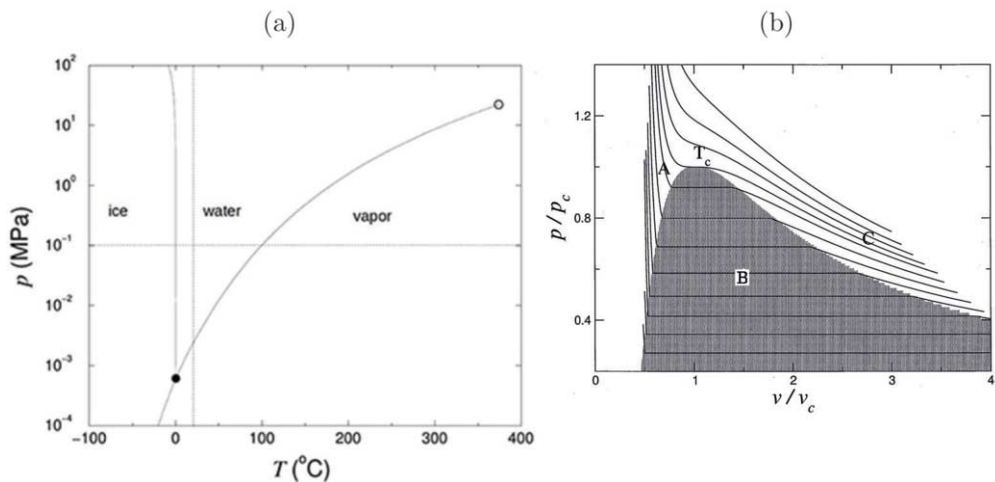 (a)
10²
10¹
10⁰
10⁻¹
10⁻²
10⁻³
10⁻⁴
p (MPa)
ice
water
vapor
-100
0
100
200
300
400
T (°C)
(b)
1.2
0.8
0.4
p/p_c
T_c
A
B
C
0
1
2
3
4
v/v_c